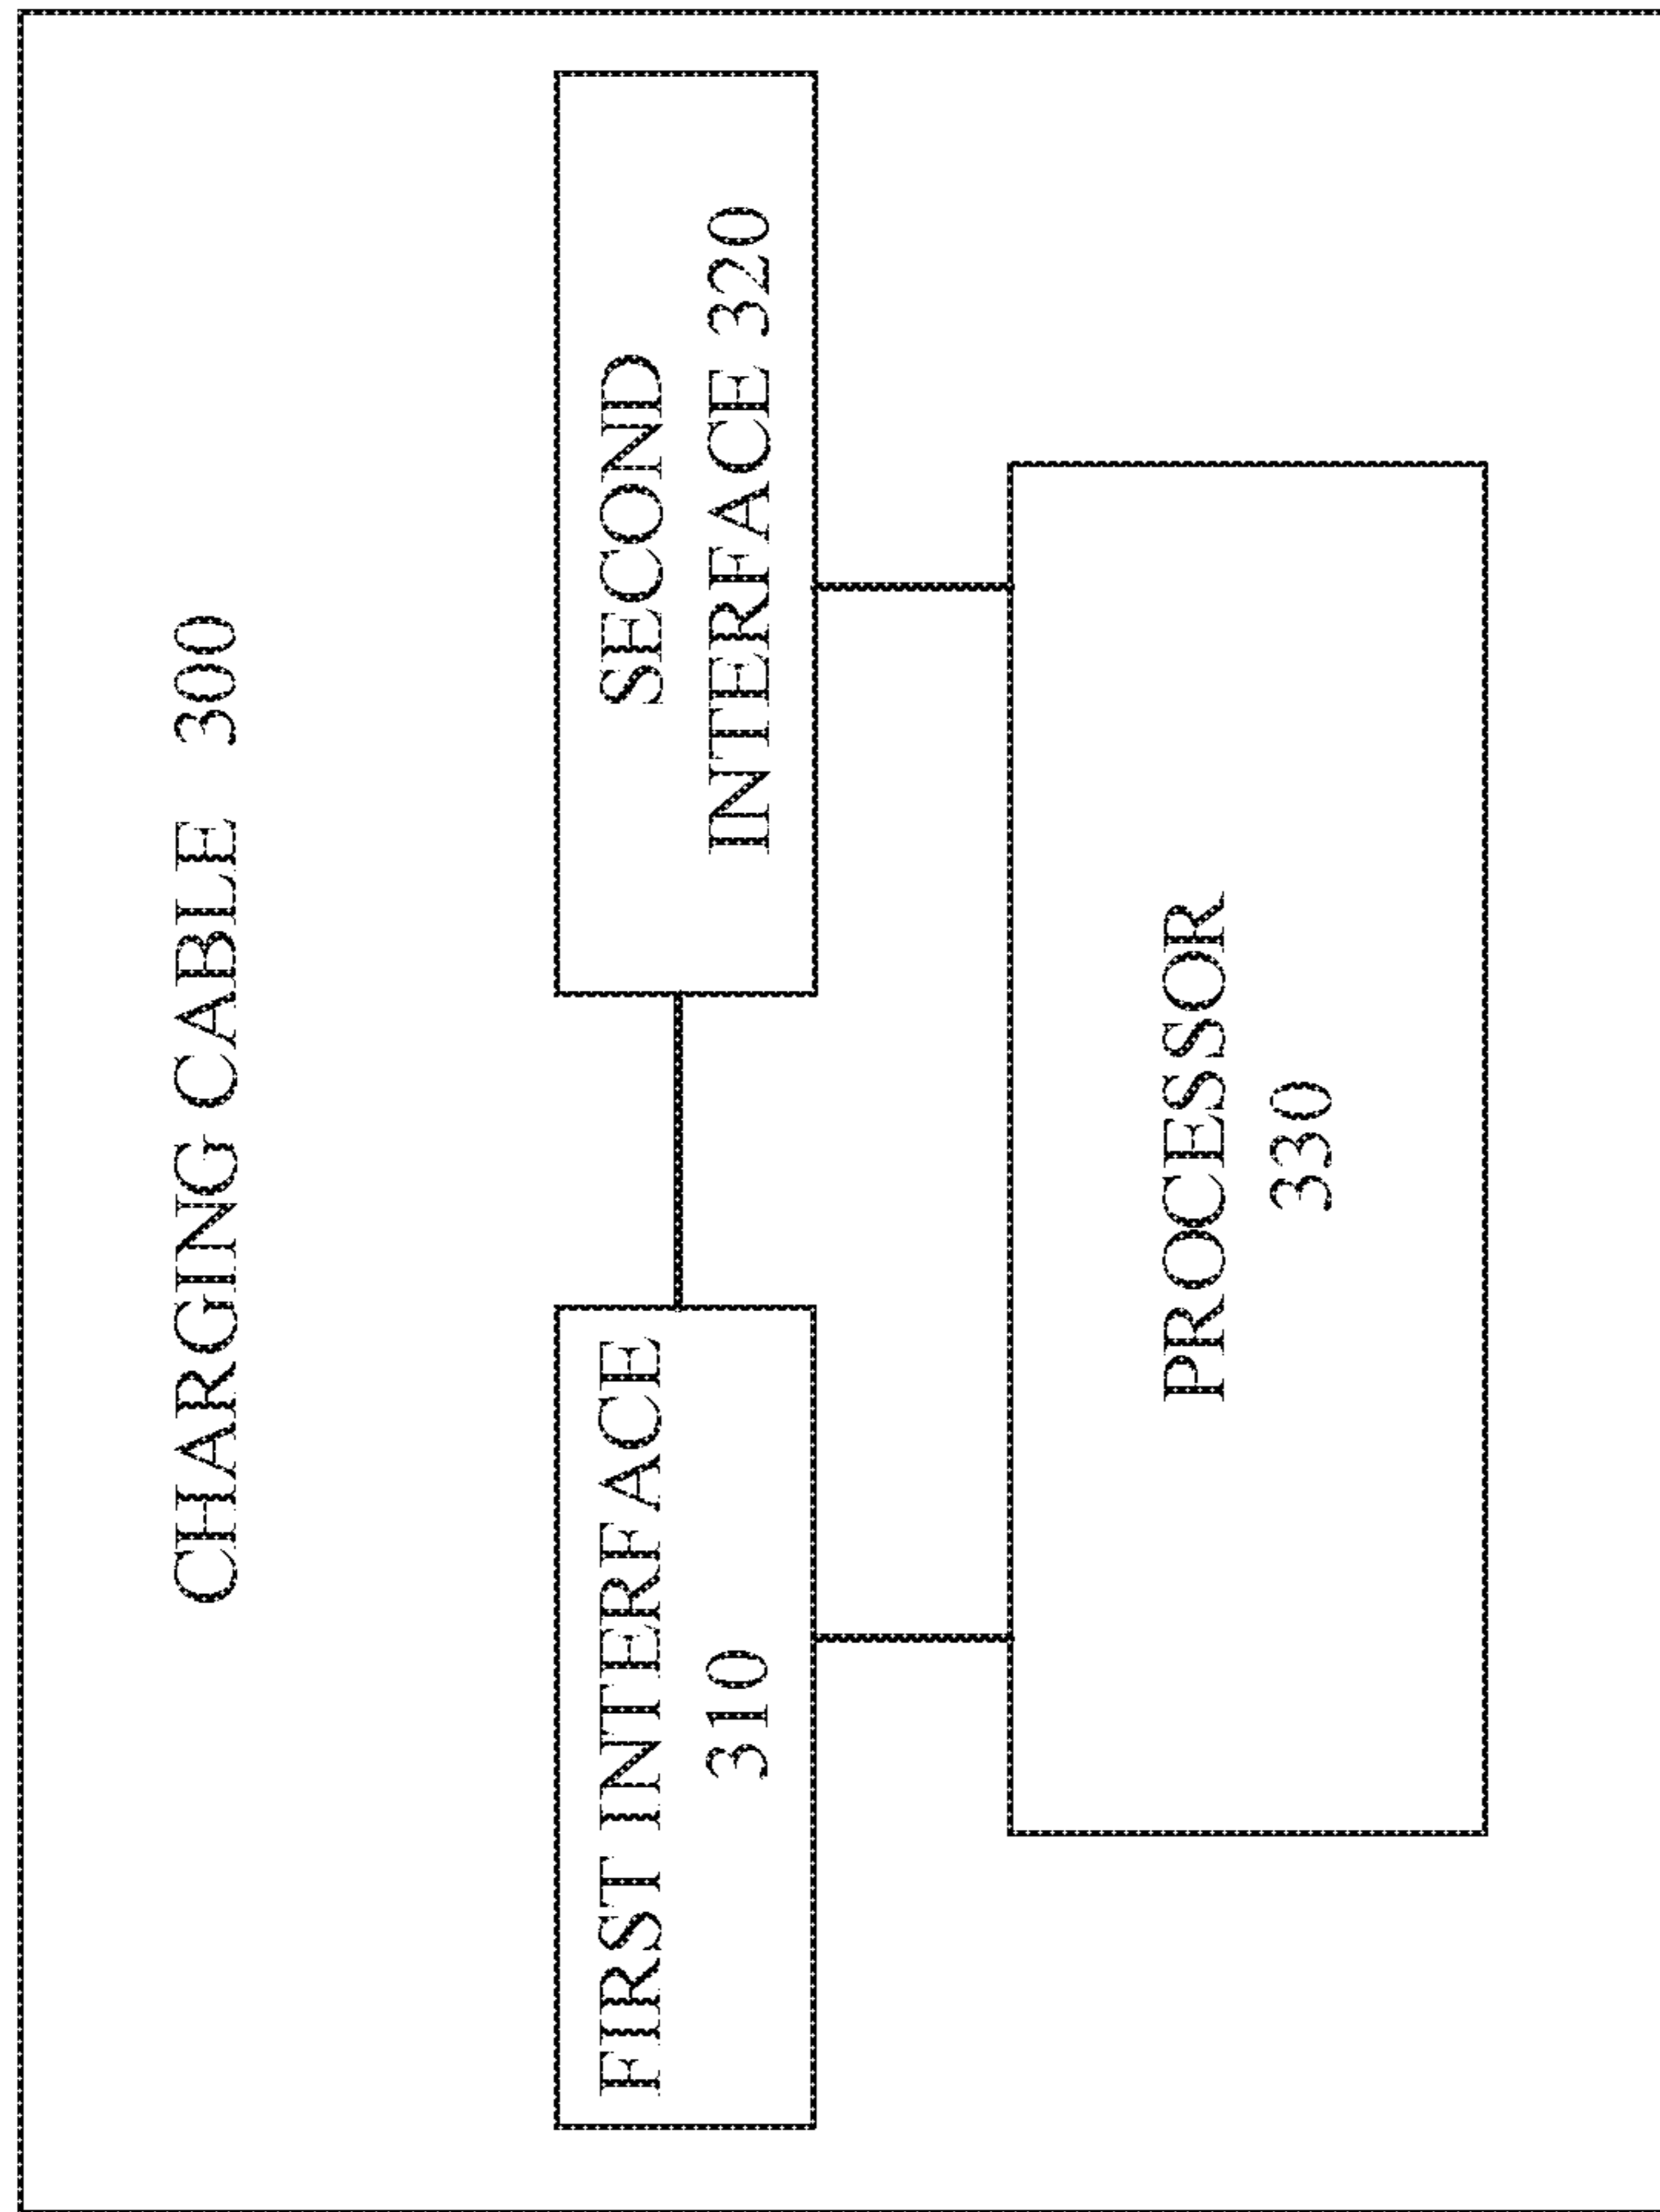 CHARGING CABLE 300
FIRST INTERFACE
310
SECOND
INTERFACE 320
PROCESSOR
330